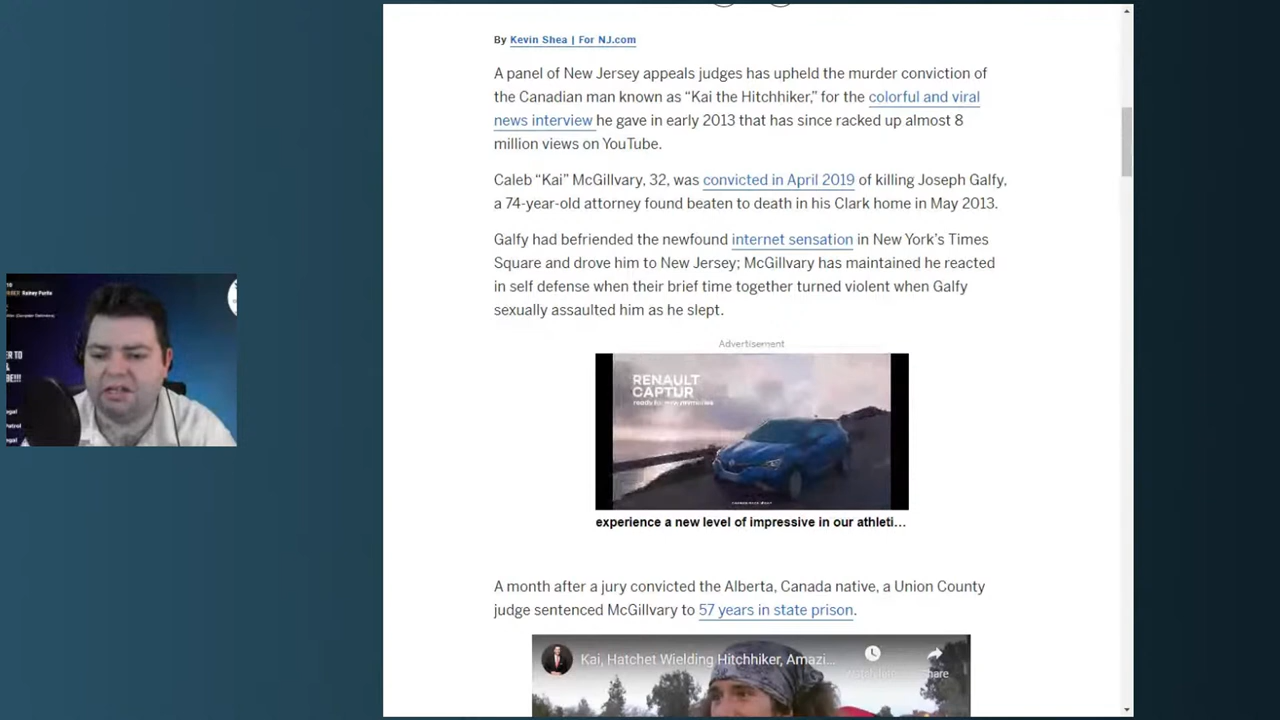 By Kevin Shea | For NJ.com
A panel of New Jersey appeals judges has upheld the murder conviction of
the Canadian man known as “Kai the Hitchhiker,” for the colorful and viral
news interview he gave in early 2013 that has since racked up almost 8
million views on YouTube.
Caleb “Kai” McGillvary, 32, was convicted in April 2019 of killing Joseph Galfy,
a 74-year-old attorney found beaten to death in his Clark home in May 2013.
Galfy had befriended the newfound internet sensation in New York’s Times
Square and drove him to New Jersey; McGillvary has maintained he reacted
in self defense when their brief time together turned violent when Galfy
sexually assaulted him as he slept.
Advertisement
RENAULT
CAPTUR
experience a new level of impressive in our athleti...
A month after a jury convicted the Alberta, Canada native, a Union County
judge sentenced McGillvary to 57 years in state prison.
Kai, Hatchet Wielding Hitchhiker, Amazi...